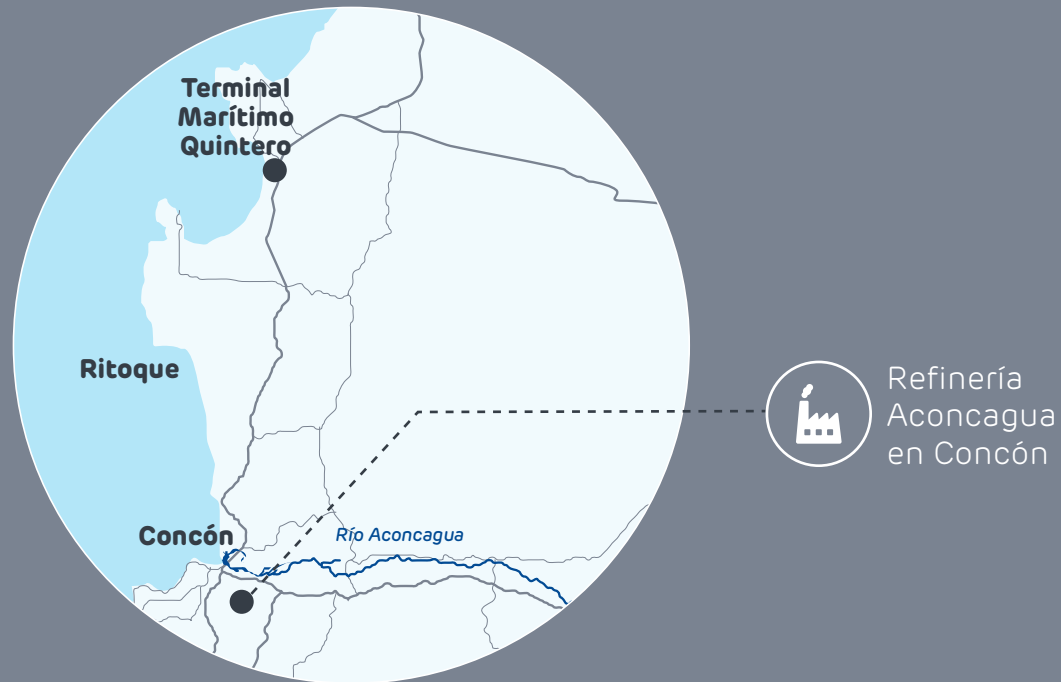 Terminal
Marítimo
Quintero
Ritoque
Refinería
Aconcagua
en Concón
Concón
Río Aconcagua